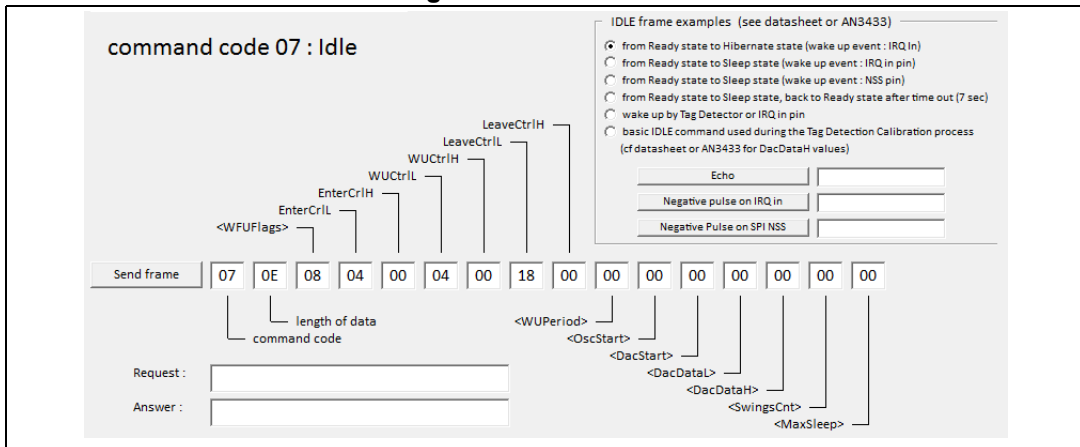 command code 07 : Idle
IDLE frame examples (see datasheet or AN3433)
from Ready state to Hibernate state (wake up event : IRQ In)
from Ready state to Sleep state (wake up event : IRQ in pin)
from Ready state to Sleep state (wake up event : NSS pin)
from Ready state to Sleep state, back to Ready state after time out (7 sec)
wake up by Tag Detector or IRQ in pin
basic IDLE command used during the Tag Detection Calibration process
(cf datasheet or AN3433 for DacDataH values)
Echo
Negative pulse on IRQ in
Negative Pulse on SPI NSS
LeaveCtrlH
LeaveCtrlL
WUCtrlH
WUCtrlL
EnterCrlH
EnterCrlL
<WFUFlags>
Send frame 07 0E 08 04 00 04 00 18 00 00 00 00 00 00 00 00
length of data
command code
<WUPeriod>
<OscStart>
<DacStart>
<DacDataL>
<DacDataH>
<SwingsCnt>
<MaxSleep>
Request :
Answer :